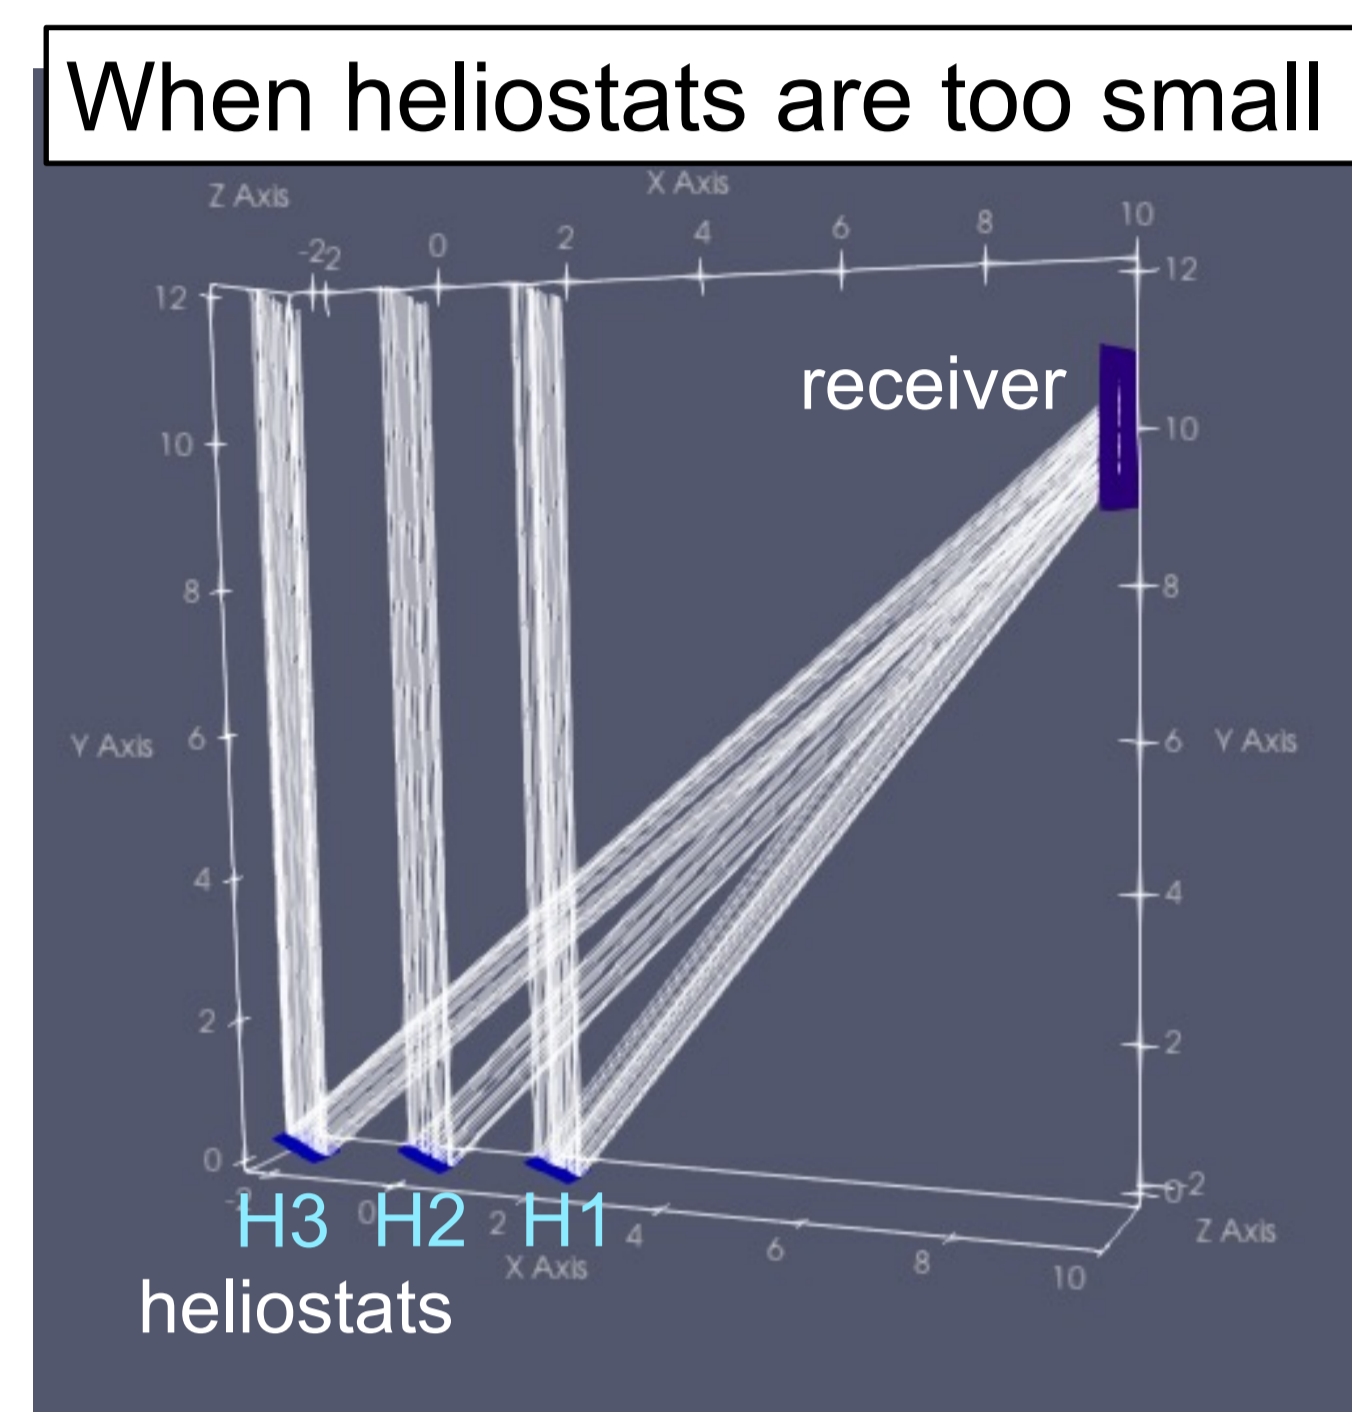 When heliostats are too small
Z Axis
X Axis
-2 2 0 2 4 6 8 10
12 12
receiver
10 10
8 8
Y Axis 6 6 Y Axis
4 4
2 2
0 0 -2
-2 0 2 4 6 8 10
H3 H2 H1
Z Axis
X Axis
heliostats